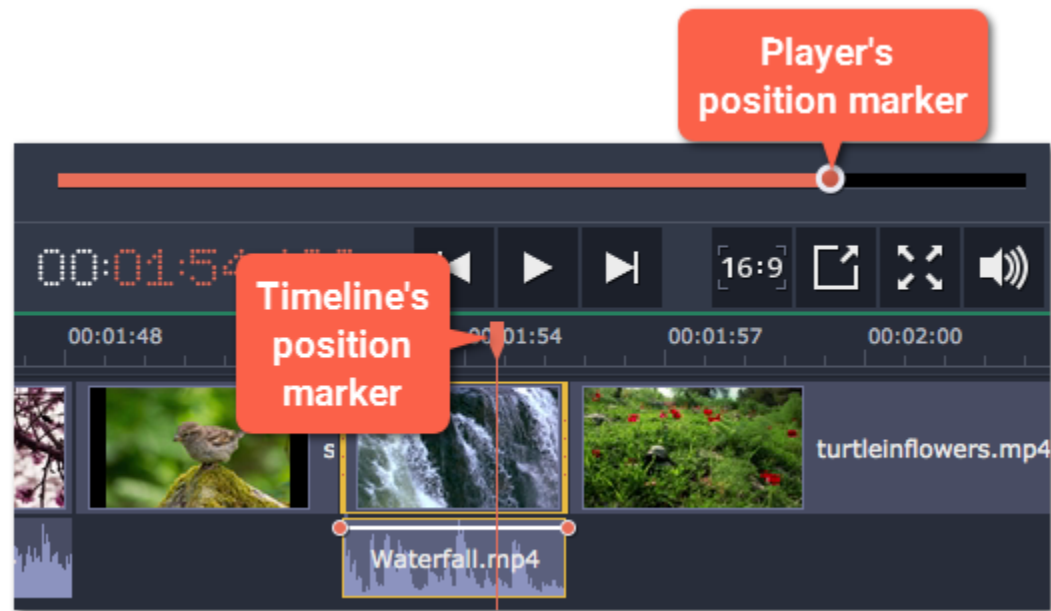 Player's
position marker
00:01:54
16:9
Timeline's
position
marker
00:01:48
00:01:54
00:01:57
00:02:00
s
turtleinflowers.mp4
Waterfall.mp4